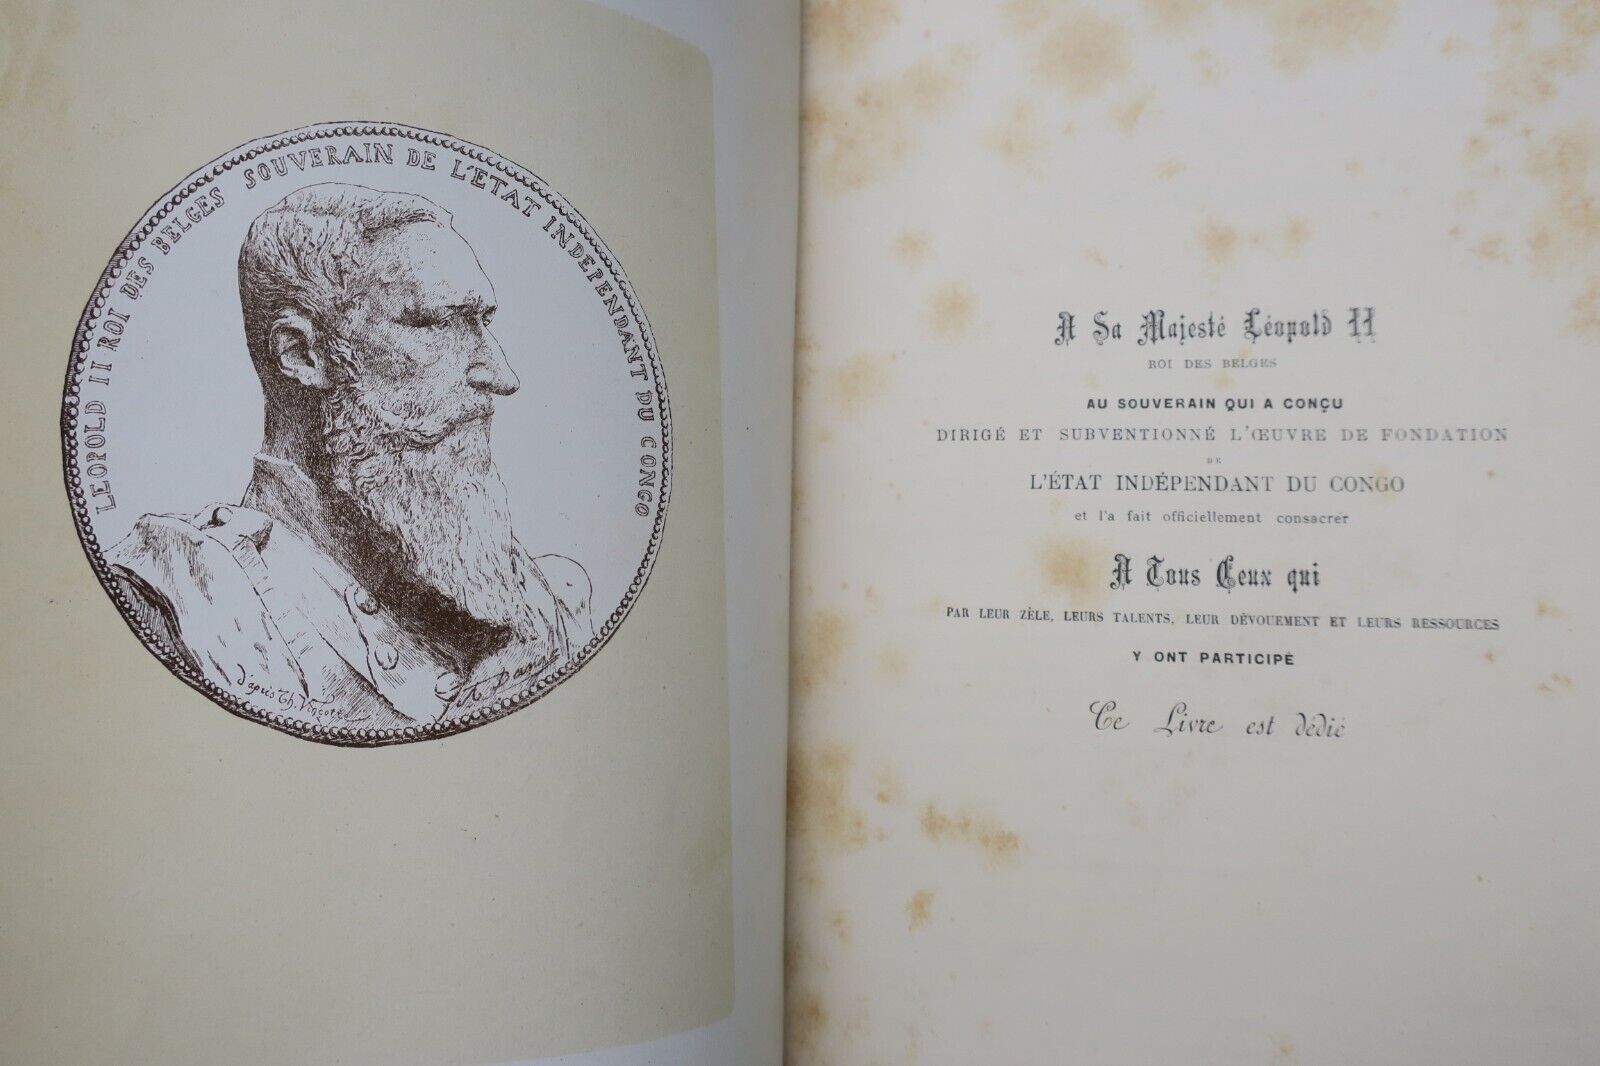 LEOPOLD II ROI DES BELGES SOUVERAIN DE L'ETAT INDEPENDANT DU CONGO
d'après Th. Vinçotte
A Sa Majesté Léopold II
ROI DES BELGES
AU SOUVERAIN QUI A CONÇU
DIRIGÉ ET SUBVENTIONNÉ L'ŒUVRE DE FONDATION
DE
L'ÉTAT INDÉPENDANT DU CONGO
et l'a fait officiellement consacrer
A Tous Ceux qui
PAR LEUR ZÈLE, LEURS TALENTS, LEUR DÉVOUEMENT ET LEURS RESSOURCES
Y ONT PARTICIPÉ
Ce Livre est dédié